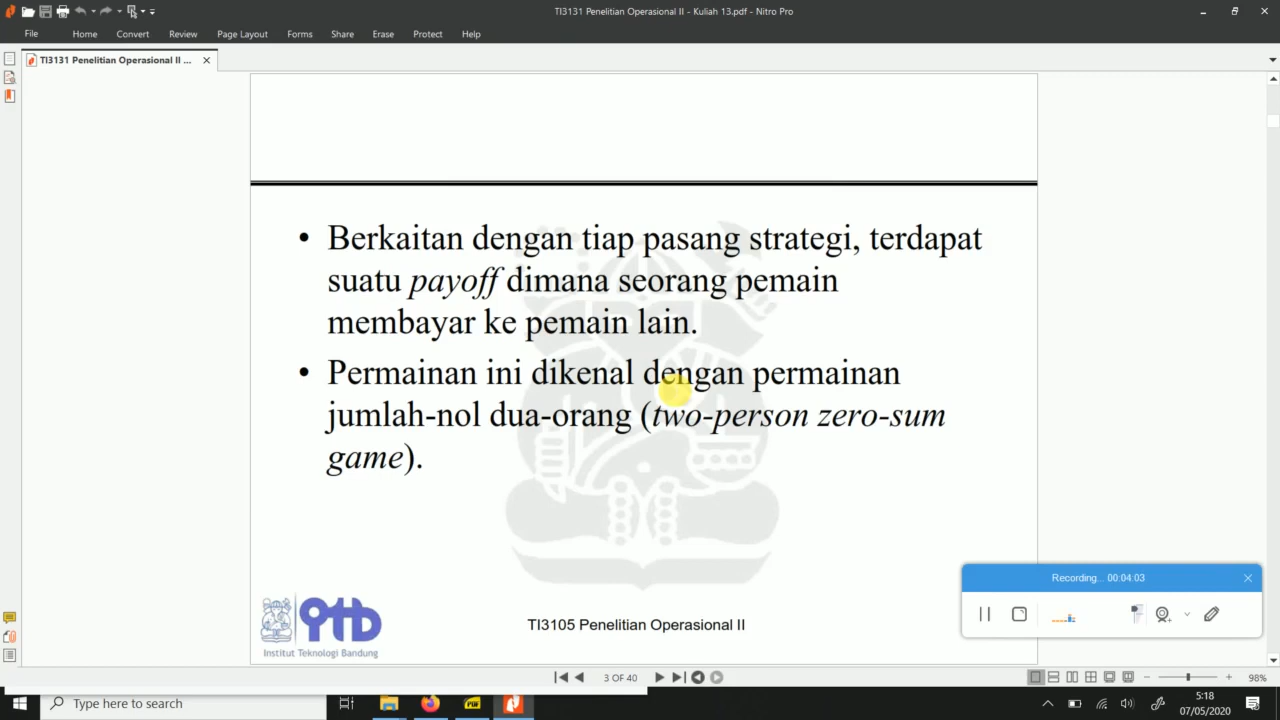 TI3131 Penelitian Operasional II - Kuliah 13.pdf - Nitro Pro
File Home Convert Review Page Layout Forms Share Erase Protect Help
TI3131 Penelitian Operasional II ...
• Berkaitan dengan tiap pasang strategi, terdapat
suatu payoff dimana seorang pemain
membayar ke pemain lain.
• Permainan ini dikenal dengan permainan
jumlah-nol dua-orang (two-person zero-sum
game).
Recording... 00:04:03
Institut Teknologi Bandung
TI3105 Penelitian Operasional II
3 OF 40
98%
Type here to search
PDF
5:18
07/05/2020